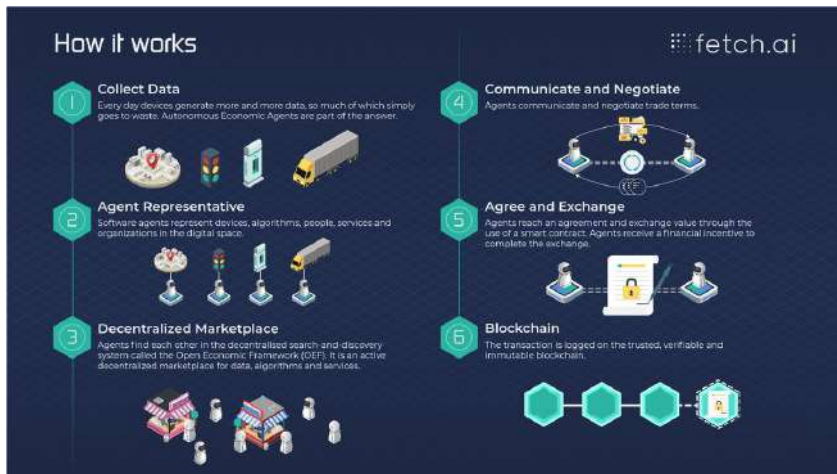 How it works
fetch.ai
1
Collect Data
Every day devices generate more and more data, so much of which simply
goes to waste. Autonomous Economic Agents are part of the answer.
2
Agent Representative
Software agents represent devices, algorithms, people, services and
organizations in the digital space.
3
Decentralized Marketplace
Agents find each other in the decentralised search-and-discovery
system called the Open Economic Framework (OEF). It is an active
decentralized marketplace for data, algorithms and services.
4
Communicate and Negotiate
Agents communicate and negotiate trade terms.
5
Agree and Exchange
Agents reach an agreement and exchange value through the
use of a smart contract. Agents receive a financial incentive to
complete the exchange.
6
Blockchain
The transaction is logged on the trusted, verifiable and
immutable blockchain.